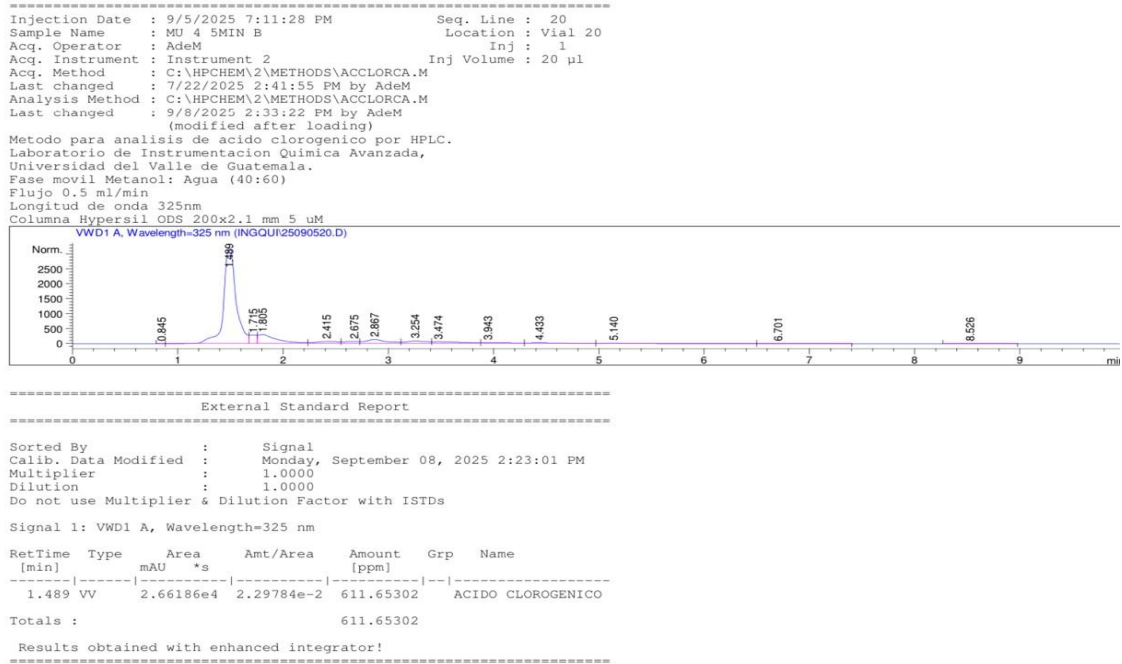 ======================================================================
Injection Date  : 9/5/2025 7:11:28 PM            Seq. Line :  20
Sample Name     : MU 4 5MIN B                     Location : Vial 20
Acq. Operator   : AdeM                                 Inj :   1
Acq. Instrument : Instrument 2                  Inj Volume : 20 µl
Acq. Method     : C:\HPCHEM\2\METHODS\ACCLORCA.M
Last changed    : 7/22/2025 2:41:55 PM by AdeM
Analysis Method : C:\HPCHEM\2\METHODS\ACCLORCA.M
Last changed    : 9/8/2025 2:33:22 PM by AdeM
(modified after loading)
Metodo para analisis de acido clorogenico por HPLC.
Laboratorio de Instrumentacion Quimica Avanzada,
Universidad del Valle de Guatemala.
Fase movil Metanol: Agua (40:60)
Flujo 0.5 ml/min
Longitud de onda 325nm
Columna Hypersil ODS 200x2.1 mm 5 uM
VWD1 A, Wavelength=325 nm (INGQUI\25090520.D)
Norm.
2500
2000
1500
1000
500
0
0.845
1.489
1.715
1.805
2.415
2.675
2.867
3.254
3.474
3.943
4.433
5.140
6.701
8.526
0 1 2 3 4 5 6 7 8 9 min
======================================================================
External Standard Report
======================================================================
Sorted By             :      Signal
Calib. Data Modified  :      Monday, September 08, 2025 2:23:01 PM
Multiplier            :      1.0000
Dilution              :      1.0000
Do not use Multiplier & Dilution Factor with ISTDs
Signal 1: VWD1 A, Wavelength=325 nm
RetTime  Type     Area     Amt/Area    Amount   Grp   Name
[min]          mAU   *s                 [ppm]
-------|------|----------|----------|----------|--|------------------
1.489 VV    2.66186e4  2.29784e-2  611.65302    ACIDO CLOROGENICO
Totals :                              611.65302
Results obtained with enhanced integrator!
======================================================================